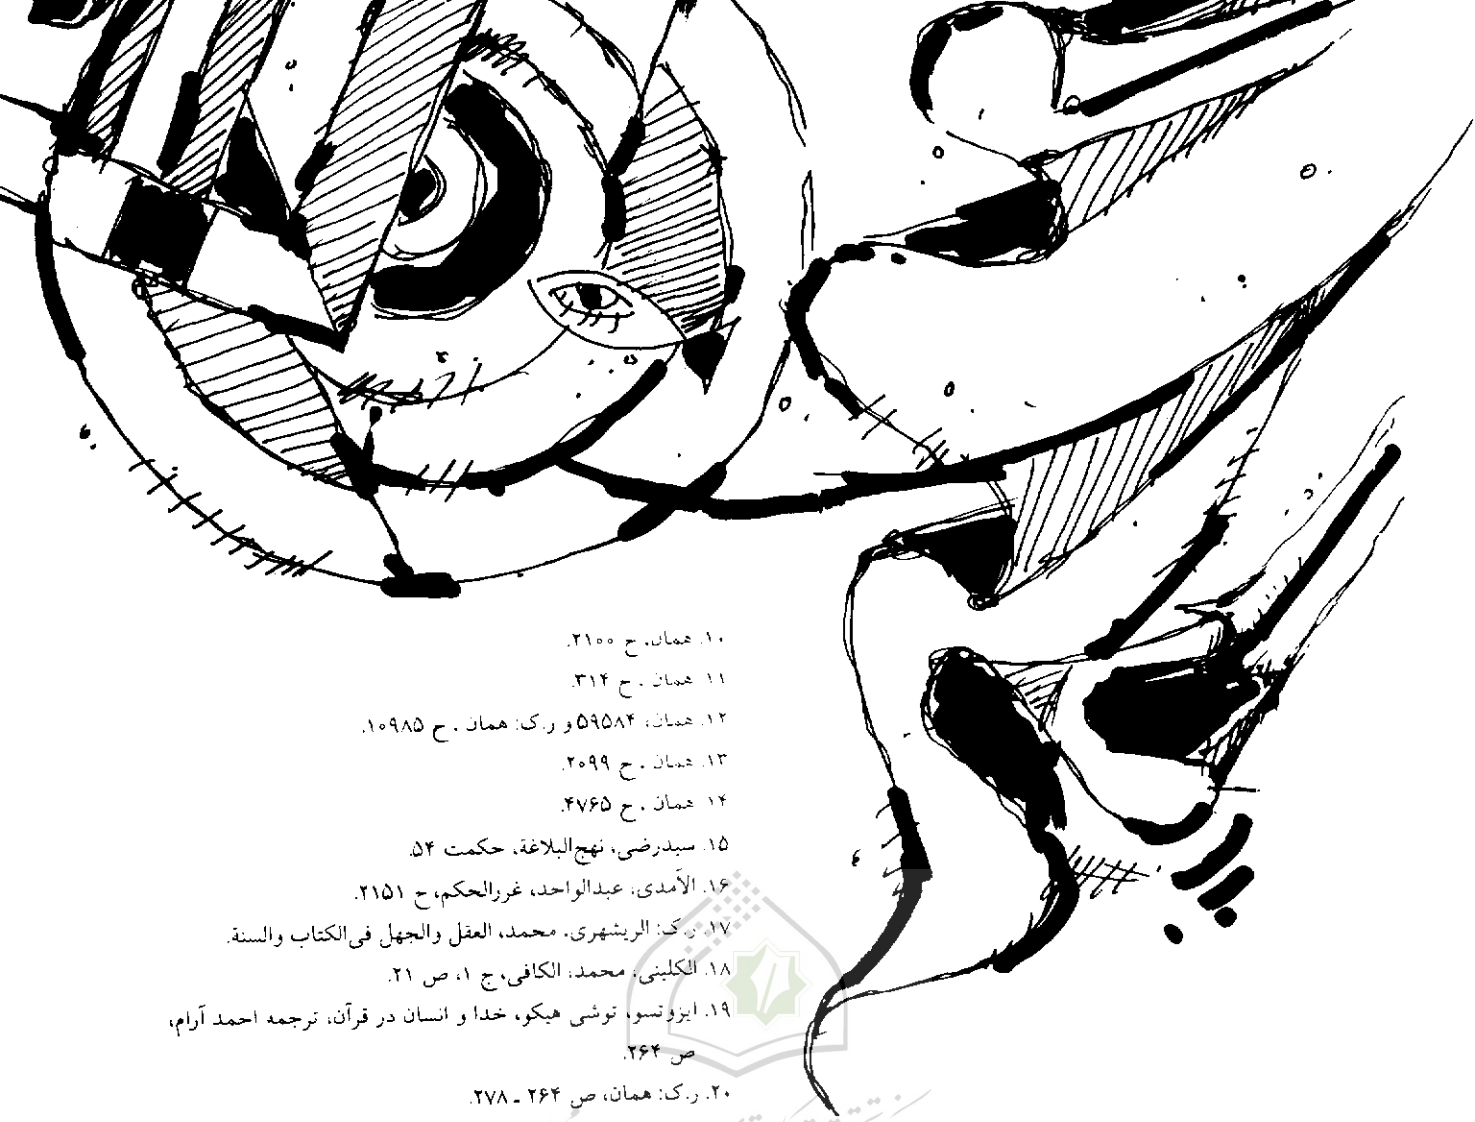 ۱۰. همان، ح ۲۱۰۰.
۱۱. همان، ح ۳۱۴.
۱۲. همان، ۵۹۵۸۴ و ر.ک: همان، ح ۱۰۹۸۵.
۱۳. همان، ح ۲۰۹۹.
۱۴. همان، ح ۴۷۶۵.
۱۵. سیدرضی، نهج‌البلاغة، حکمت ۵۴.
۱۶. الآمدی، عبدالواحد، غررالحکم، ح ۲۱۵۱.
۱۷. ر.ک: الریشهری، محمد، العقل والجهل فی‌الکتاب والسنة.
۱۸. الکلینی، محمد، الکافی، ج ۱، ص ۲۱.
۱۹. ایزوتسو، توشی هیکو، خدا و انسان در قرآن، ترجمه احمد آرام،
ص ۲۶۴.
۲۰. ر.ک: همان، ص ۲۶۴ ـ ۲۷۸.